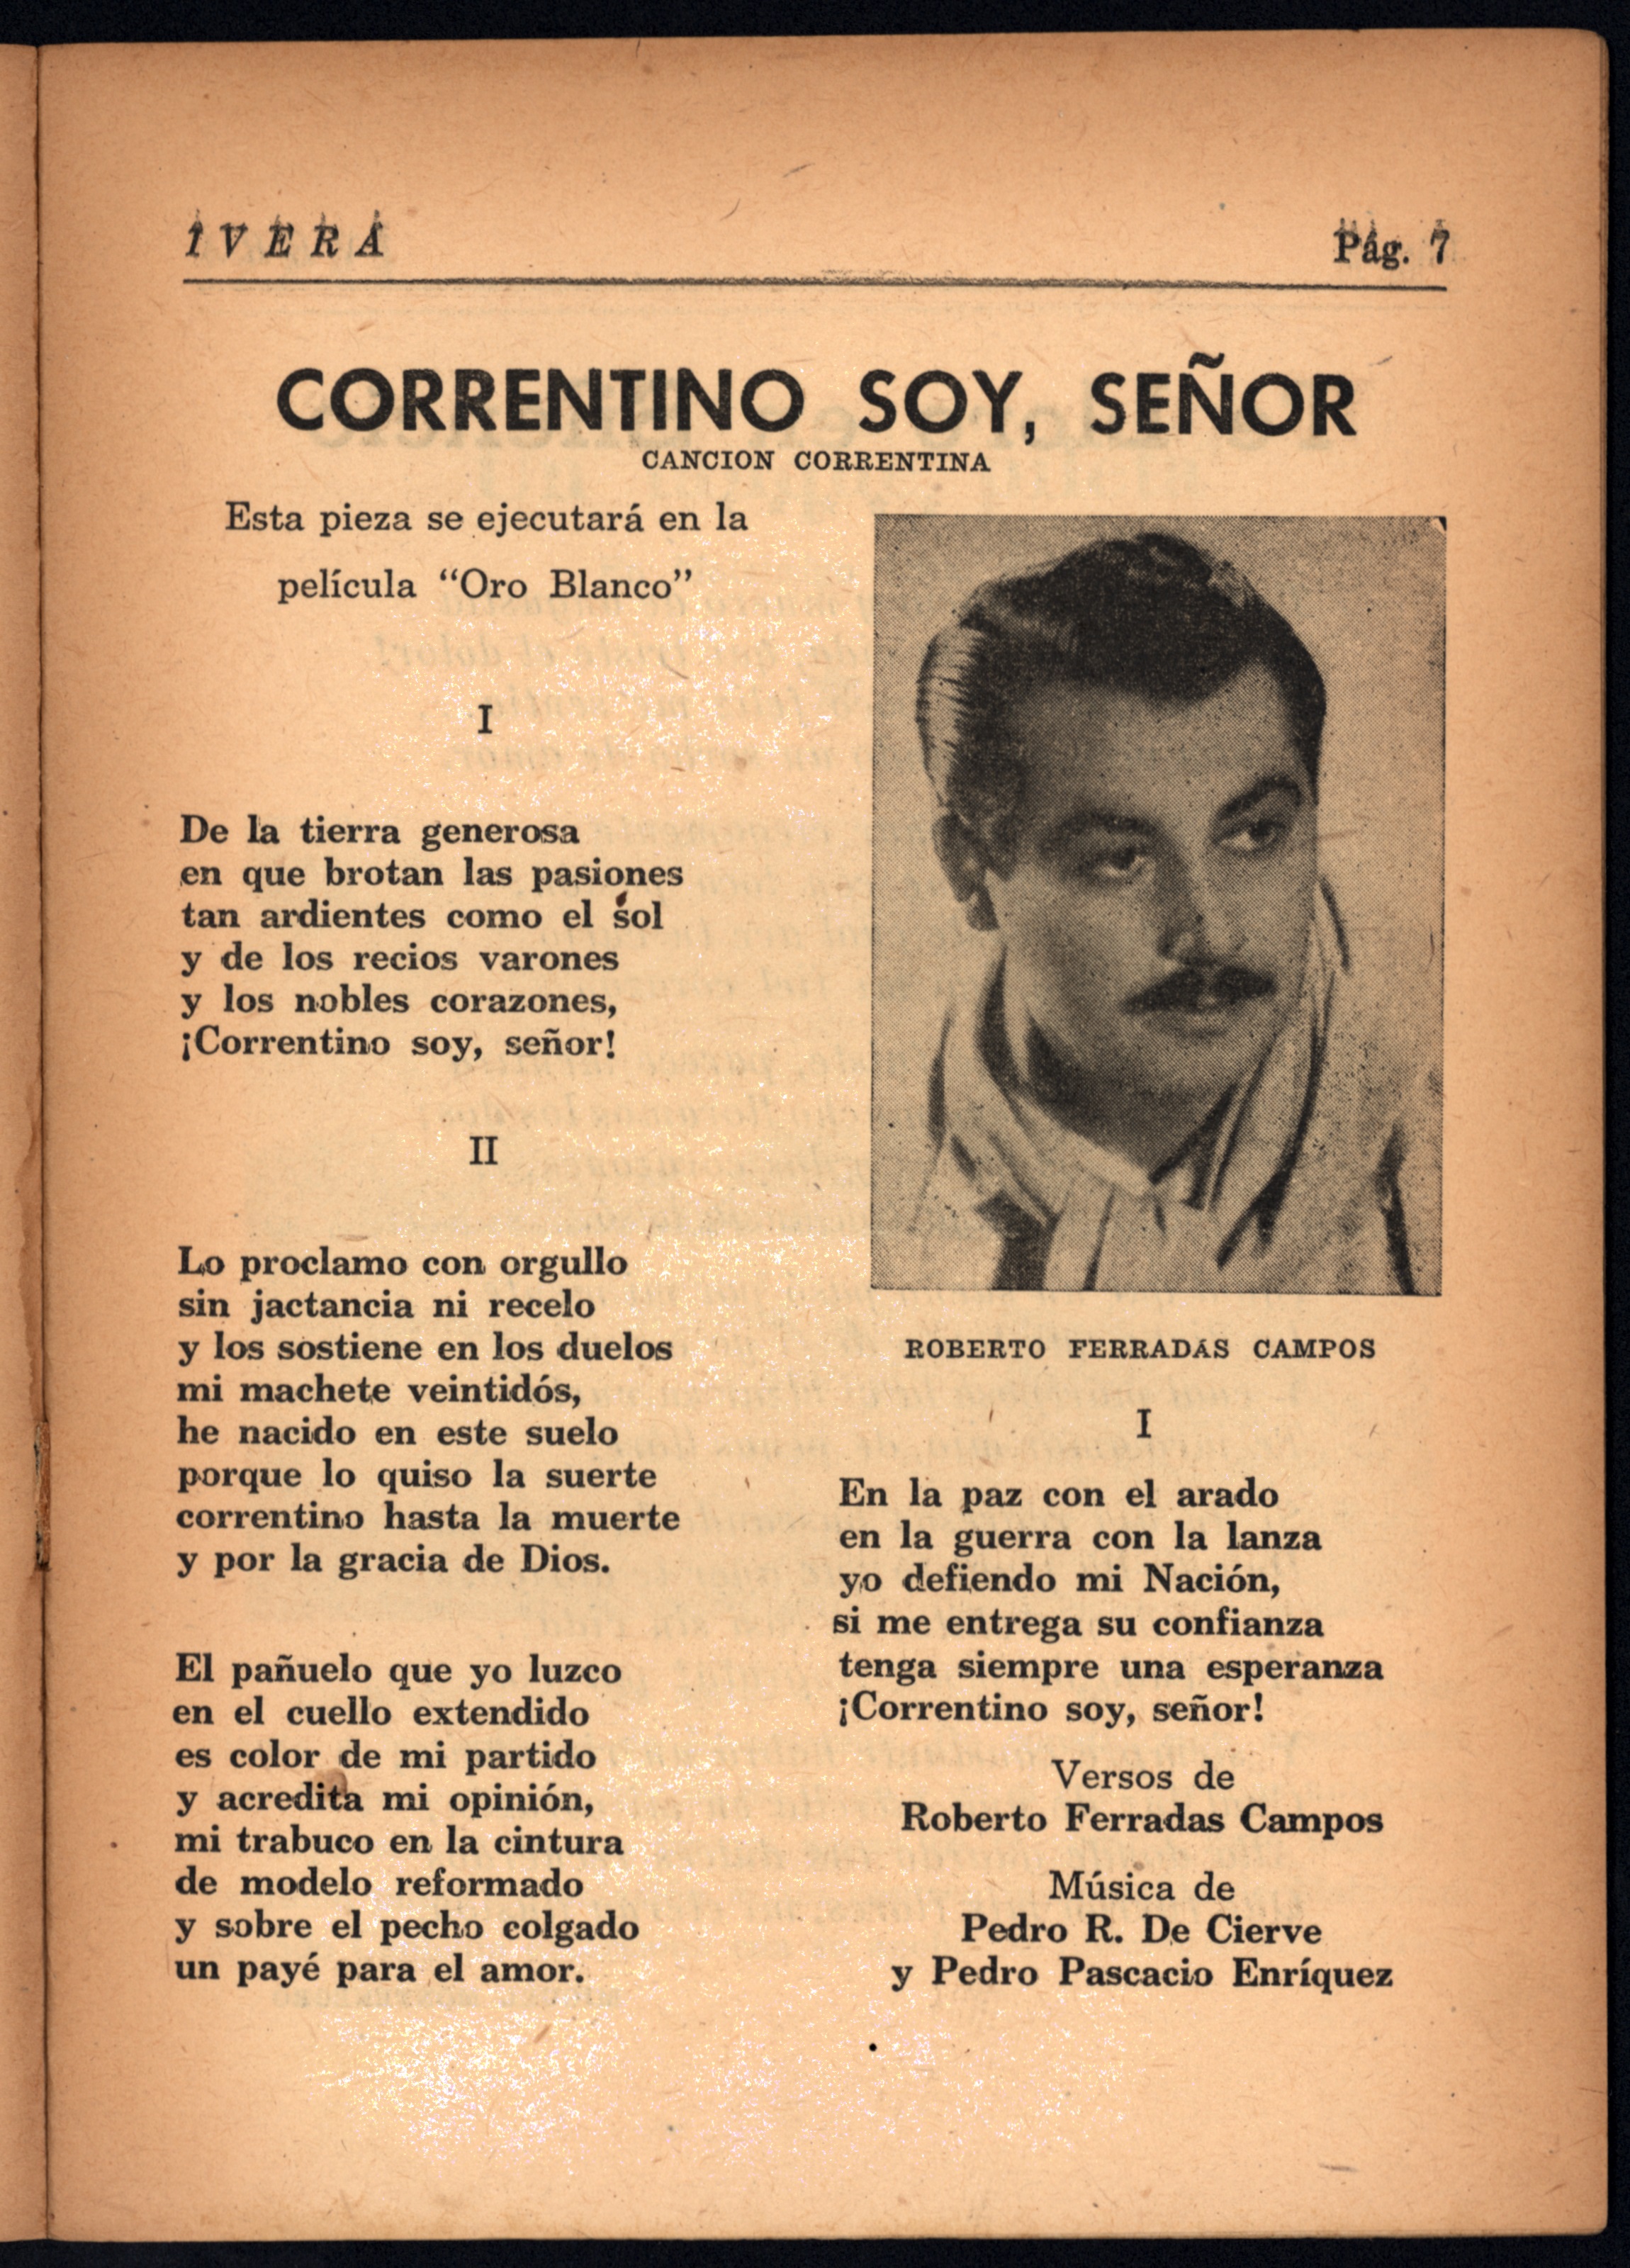 IVERÁ
Pág. 7
CORRENTINO SOY, SEÑOR
CANCION CORRENTINA
Esta pieza se ejecutará en la
película “Oro Blanco”
I
De la tierra generosa
en que brotan las pasiones
tan ardientes como el sol
y de los recios varones
y los nobles corazones,
¡Correntino soy, señor!
II
Lo proclamo con orgullo
sin jactancia ni recelo
y los sostiene en los duelos
mi machete veintidós,
he nacido en este suelo
porque lo quiso la suerte
correntino hasta la muerte
y por la gracia de Dios.
El pañuelo que yo luzco
en el cuello extendido
es color de mi partido
y acredita mi opinión,
mi trabuco en la cintura
de modelo reformado
y sobre el pecho colgado
un payé para el amor.
ROBERTO FERRADÁS CAMPOS
I
En la paz con el arado
en la guerra con la lanza
yo defiendo mi Nación,
si me entrega su confianza
tenga siempre una esperanza
¡Correntino soy, señor!
Versos de
Roberto Ferradas Campos
Música de
Pedro R. De Cierve
y Pedro Pascacio Enríquez